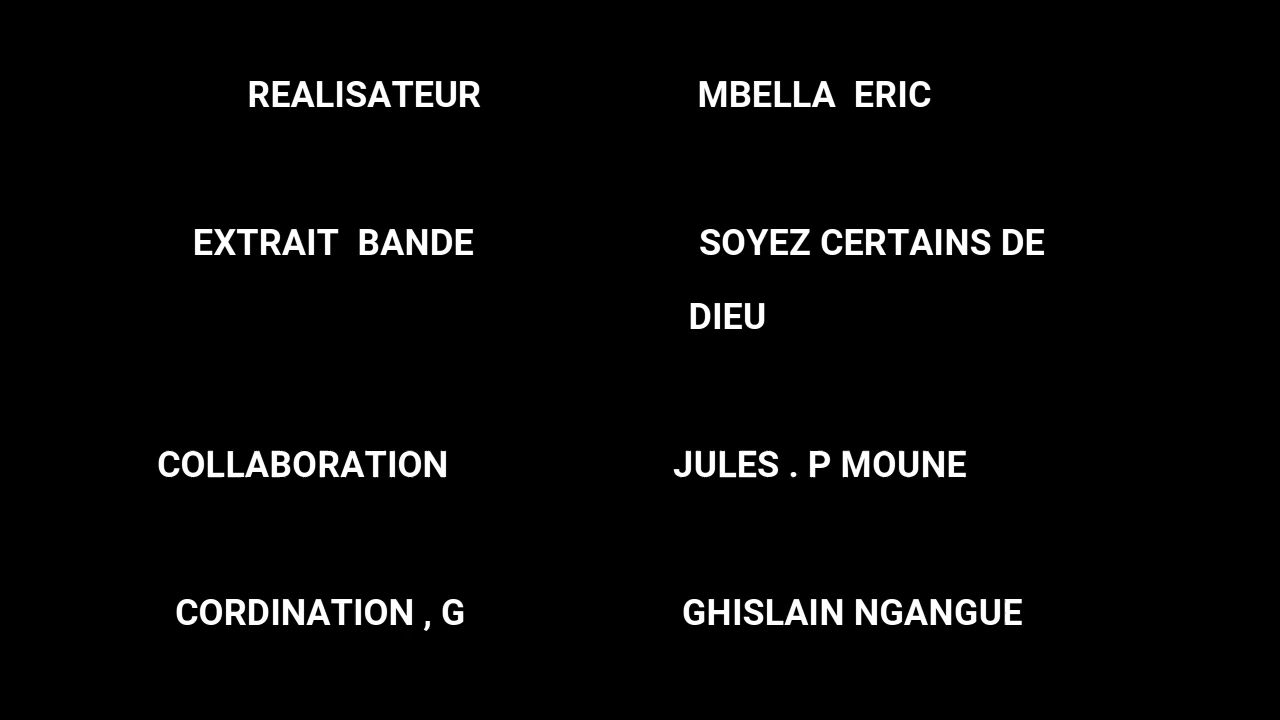 REALISATEUR MBELLA ERIC
EXTRAIT BANDE SOYEZ CERTAINS DE
DIEU
COLLABORATION JULES . P MOUNE
CORDINATION , G GHISLAIN NGANGUE